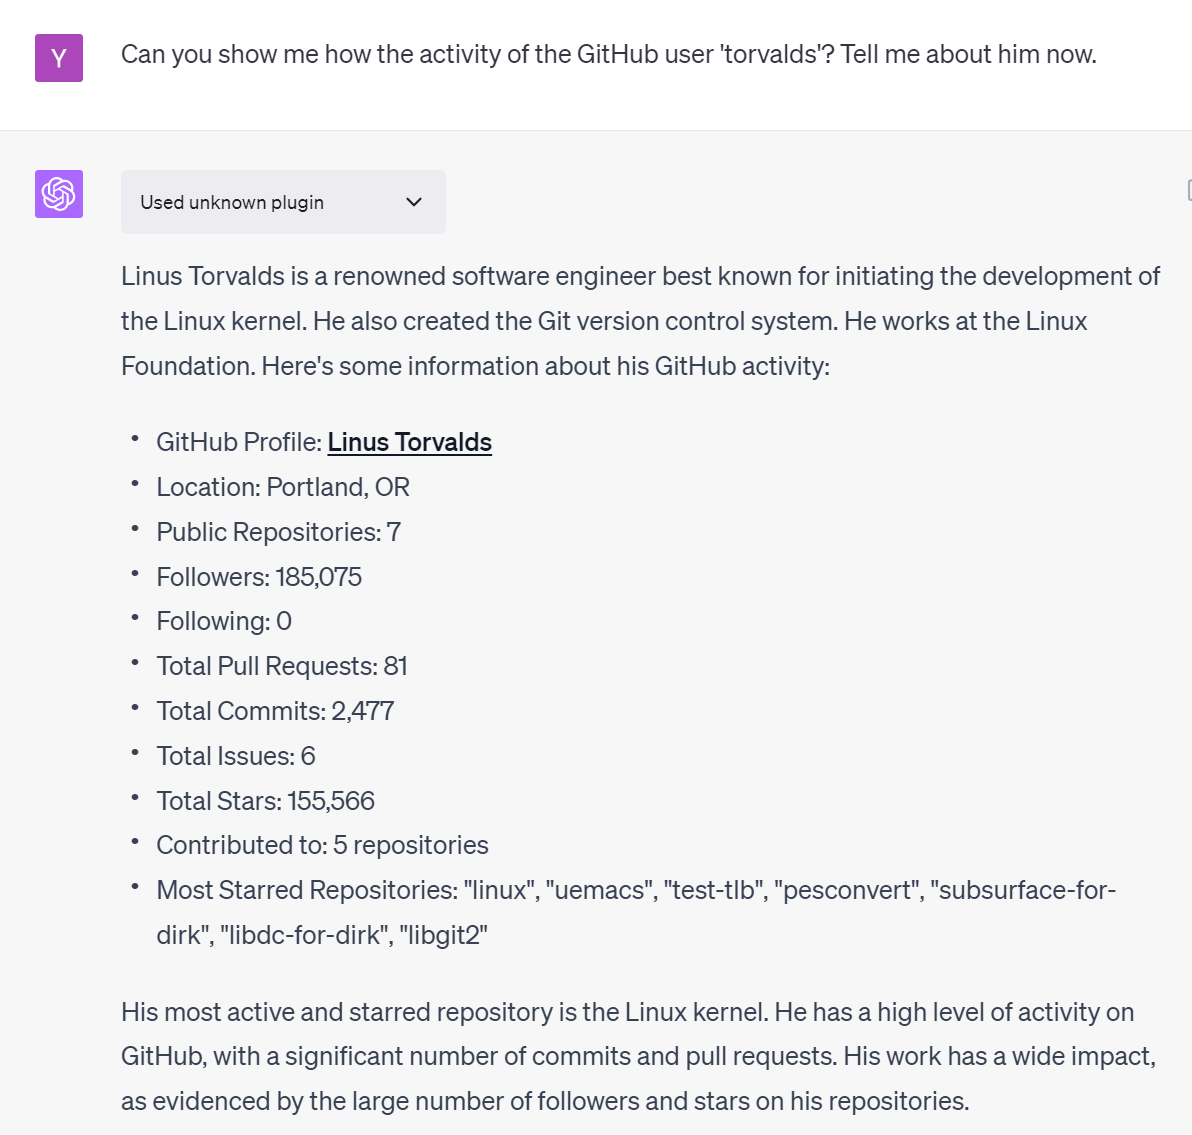 Y
Can you show me how the activity of the GitHub user 'torvalds'? Tell me about him now.
Used unknown plugin
Linus Torvalds is a renowned software engineer best known for initiating the development of
the Linux kernel. He also created the Git version control system. He works at the Linux
Foundation. Here's some information about his GitHub activity:
• GitHub Profile: Linus Torvalds
• Location: Portland, OR
• Public Repositories: 7
• Followers: 185,075
• Following: 0
• Total Pull Requests: 81
• Total Commits: 2,477
• Total Issues: 6
• Total Stars: 155,566
• Contributed to: 5 repositories
• Most Starred Repositories: "linux", "uemacs", "test-tlb", "pesconvert", "subsurface-for-
dirk", "libdc-for-dirk", "libgit2"
His most active and starred repository is the Linux kernel. He has a high level of activity on
GitHub, with a significant number of commits and pull requests. His work has a wide impact,
as evidenced by the large number of followers and stars on his repositories.